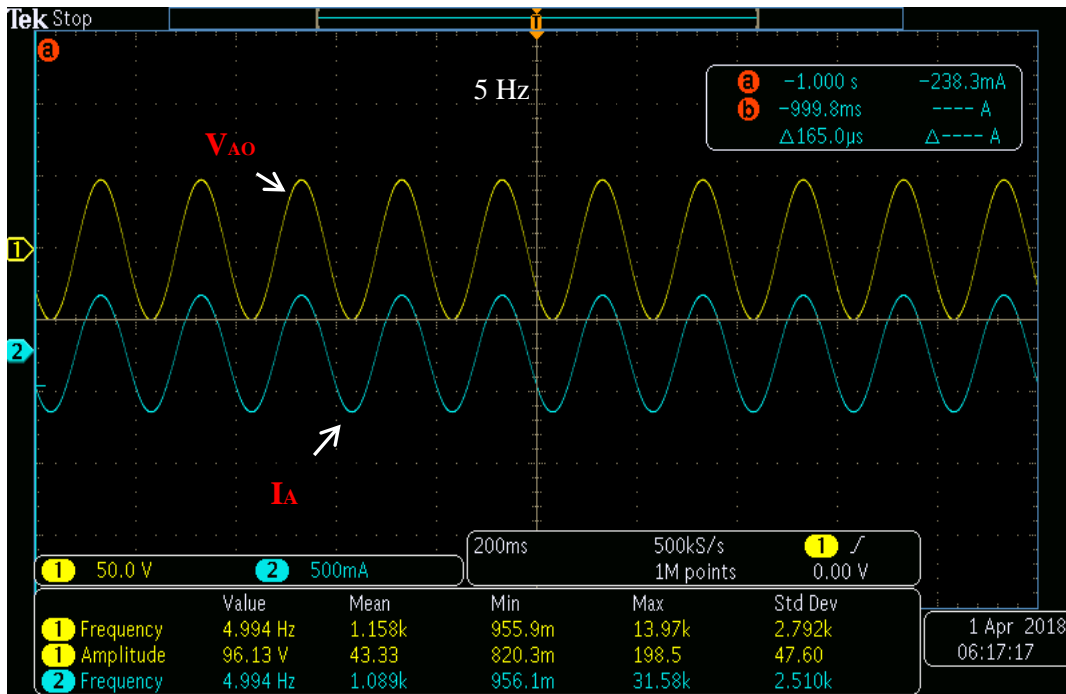 Tek Stop
T
a
5 Hz
a -1.000 s -238.3mA
b -999.8ms ---- A
Δ165.0µs Δ---- A
VAO
1
2
IA
1 50.0 V 2 500mA
200ms 500kS/s 1 /
1M points 0.00 V
Value Mean Min Max Std Dev
1 Frequency 4.994 Hz 1.158k 955.9m 13.97k 2.792k
1 Amplitude 96.13 V 43.33 820.3m 198.5 47.60
2 Frequency 4.994 Hz 1.089k 956.1m 31.58k 2.510k
1 Apr 2018
06:17:17